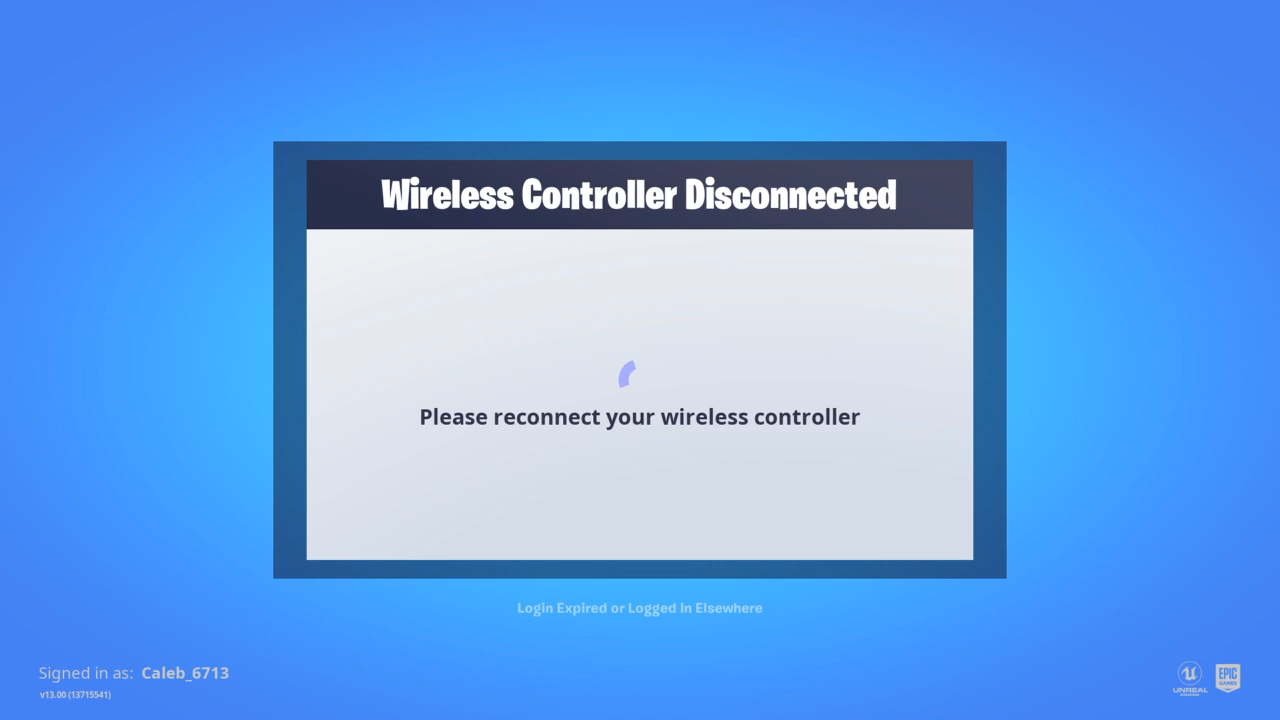 Wireless Controller Disconnected
Please reconnect your wireless controller
Login Expired or Logged In Elsewhere
Signed in as: Caleb_6713
v13.00 (13715541)
UNREAL
EPIC
GAMES